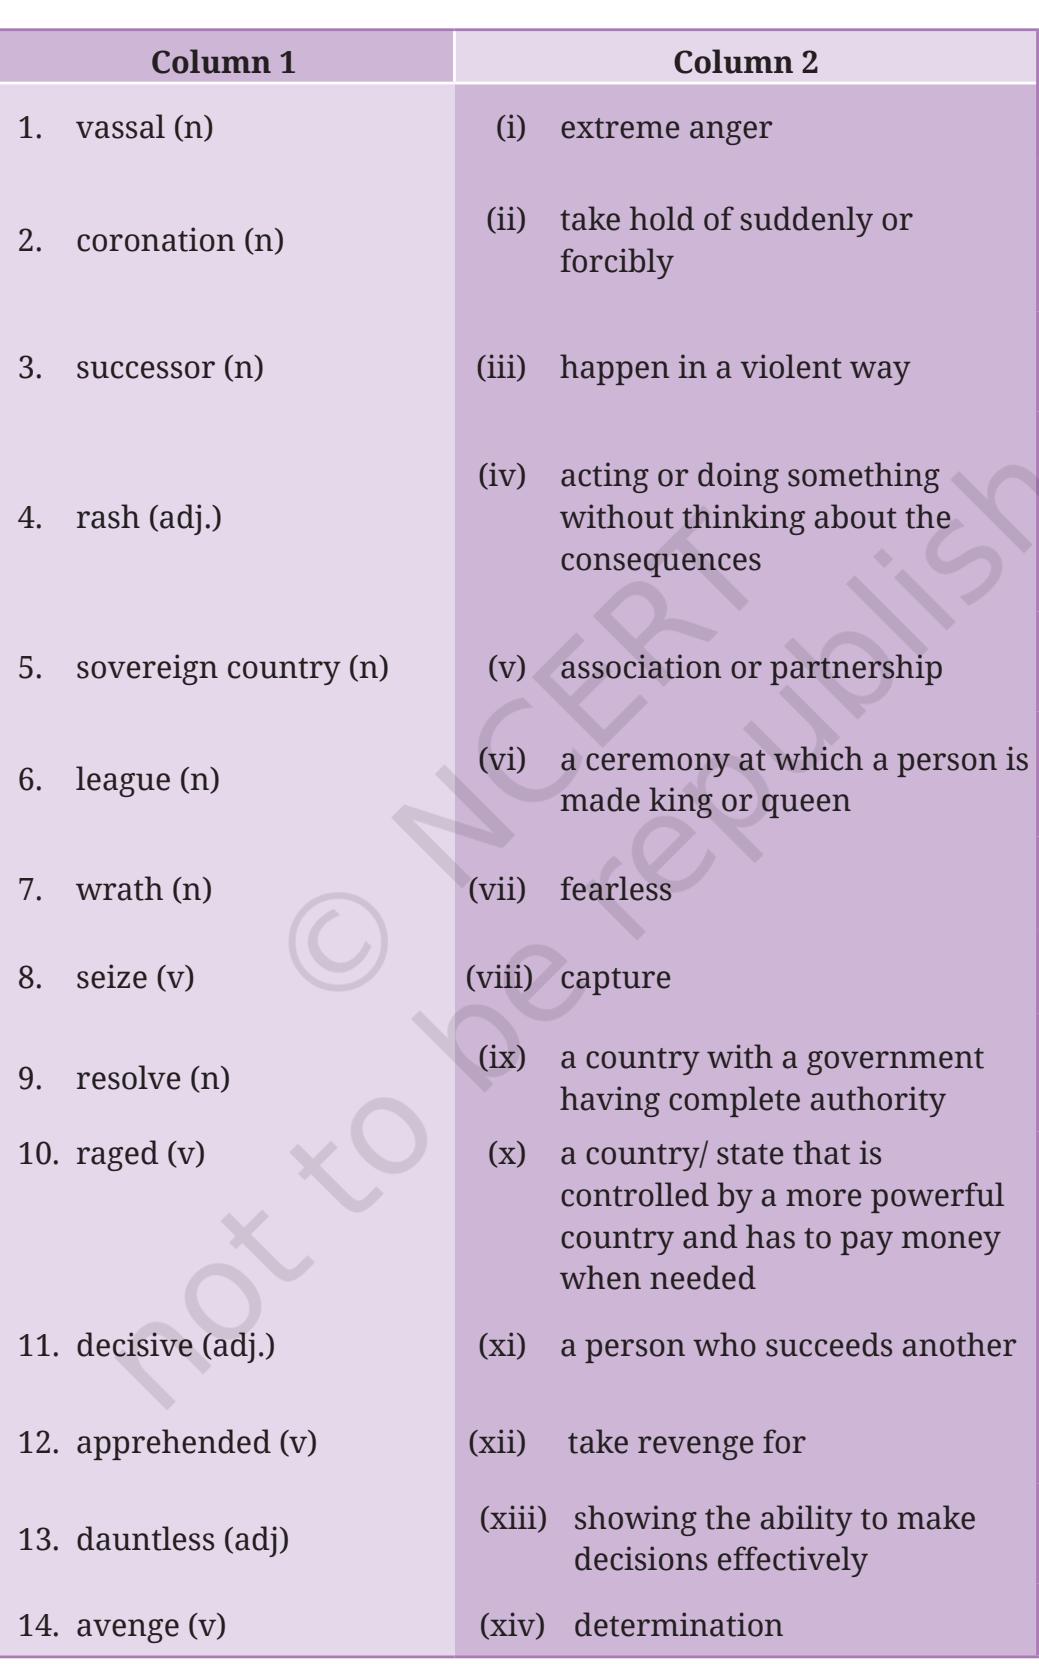 Column 1 Column 2
1. vassal (n) (i) extreme anger
2. coronation (n) (ii) take hold of suddenly or
forcibly
3. successor (n) (iii) happen in a violent way
4. rash (adj.) (iv) acting or doing something
without thinking about the
consequences
5. sovereign country (n) (v) association or partnership
6. league (n) (vi) a ceremony at which a person is
made king or queen
7. wrath (n) (vii) fearless
8. seize (v) (viii) capture
9. resolve (n) (ix) a country with a government
having complete authority
10. raged (v) (x) a country/ state that is
controlled by a more powerful
country and has to pay money
when needed
11. decisive (adj.) (xi) a person who succeeds another
12. apprehended (v) (xii) take revenge for
13. dauntless (adj) (xiii) showing the ability to make
decisions effectively
14. avenge (v) (xiv) determination
© NCERT
not to be republish